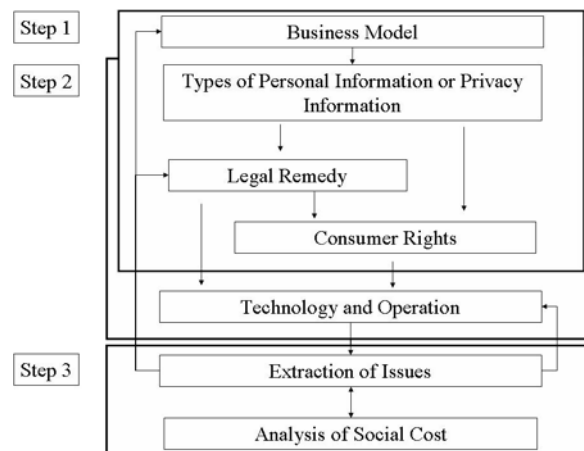 Step 1
Business Model
Step 2
Types of Personal Information or Privacy
Information
Legal Remedy
Consumer Rights
Technology and Operation
Step 3
Extraction of Issues
Analysis of Social Cost